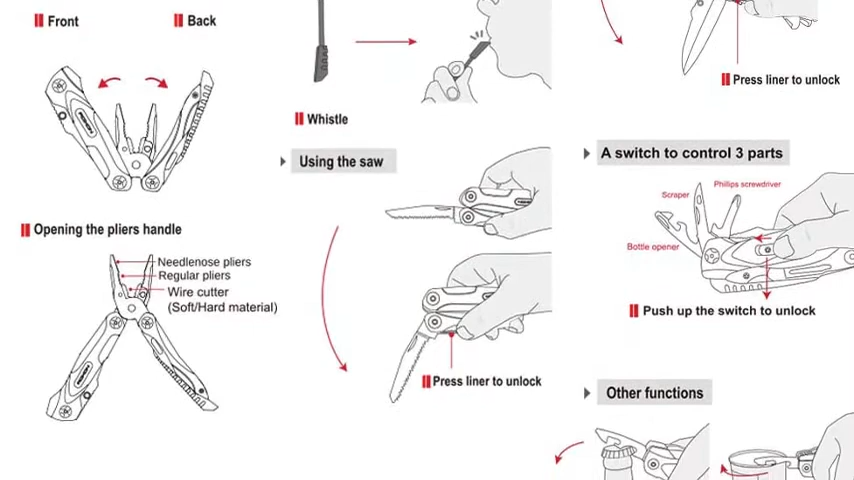 Front
Back
Opening the pliers handle
Needlenose pliers
Regular pliers
Wire cutter
(Soft/Hard material)
Whistle
Using the saw
Press liner to unlock
Press liner to unlock
A switch to control 3 parts
Phillips screwdriver
Scraper
Bottle opener
Push up the switch to unlock
Other functions